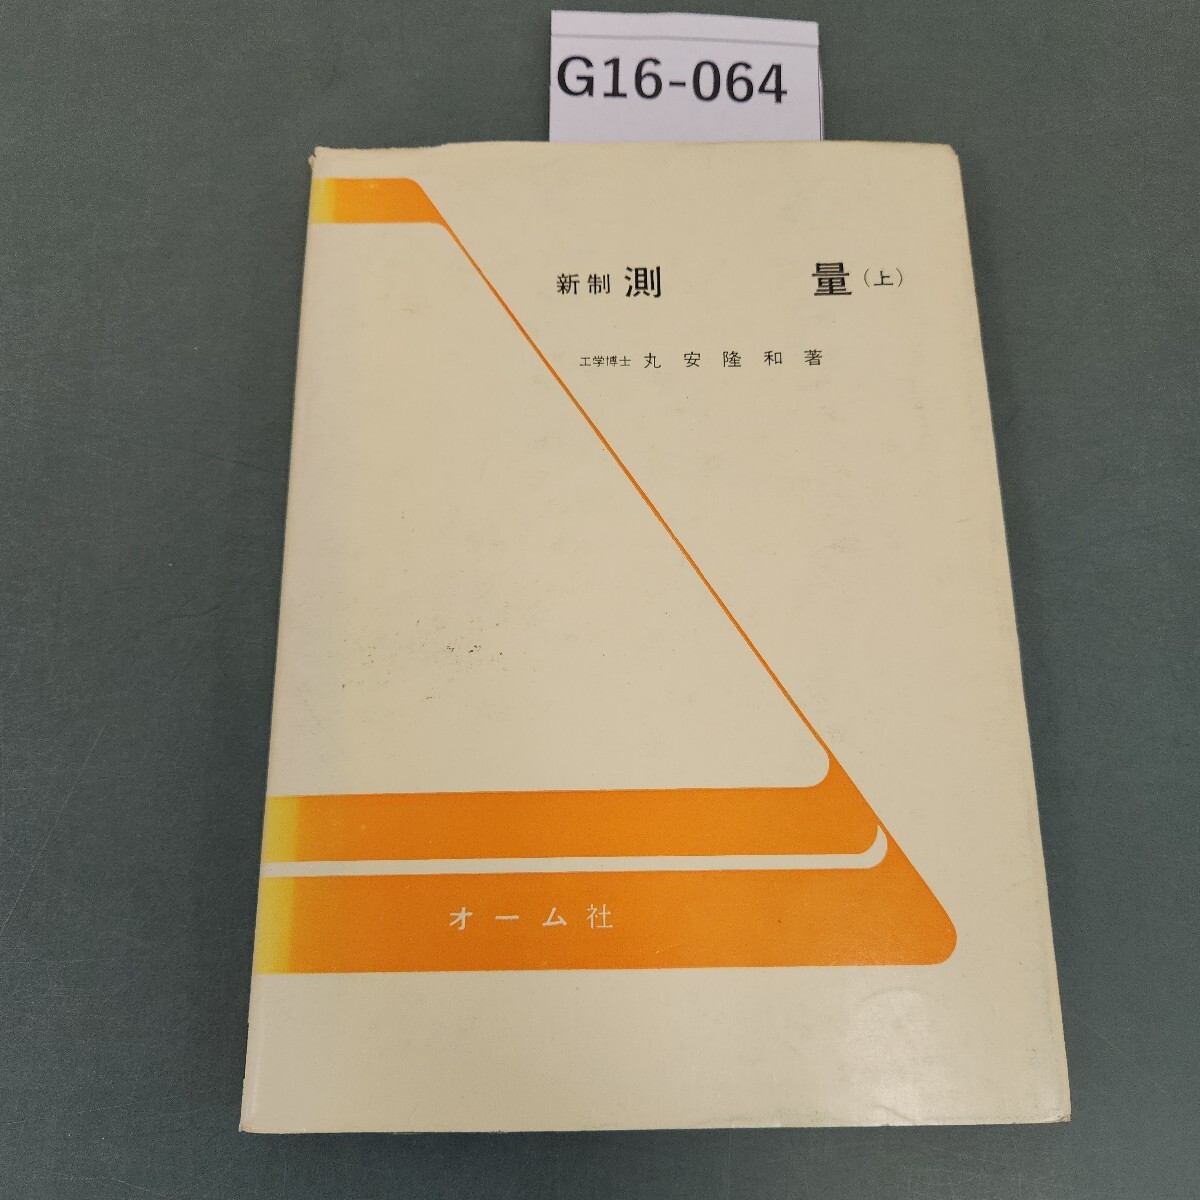 G16-064
新制 測 量(上)
工学博士 丸安隆和著
オーム社